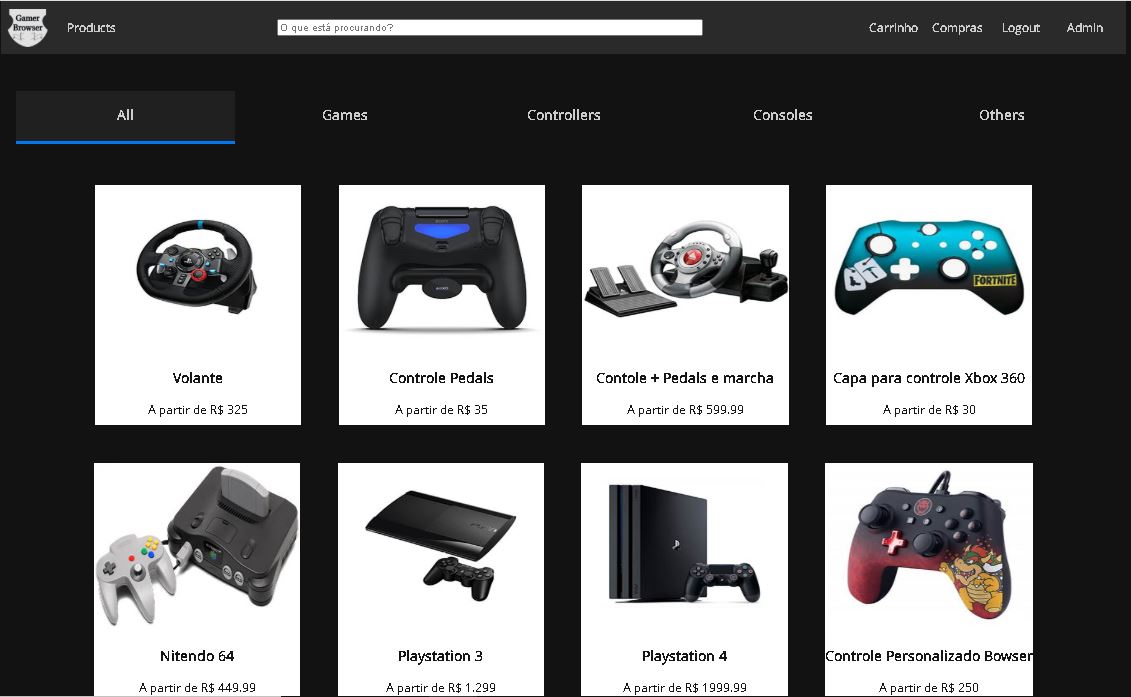 Gamer
Browser
Products
O que está procurando?
Carrinho
Compras
Logout
Admin
All
Games
Controllers
Consoles
Others
FORTNITE
Volante
Controle Pedals
Contole + Pedals e marcha
Capa para controle Xbox 360
A partir de R$ 325
A partir de R$ 35
A partir de R$ 599.99
A partir de R$ 30
Nitendo 64
Playstation 3
Playstation 4
Controle Personalizado Bowser
A partir de R$ 449.99
A partir de R$ 1.299
A partir de R$ 1999.99
A partir de R$ 250